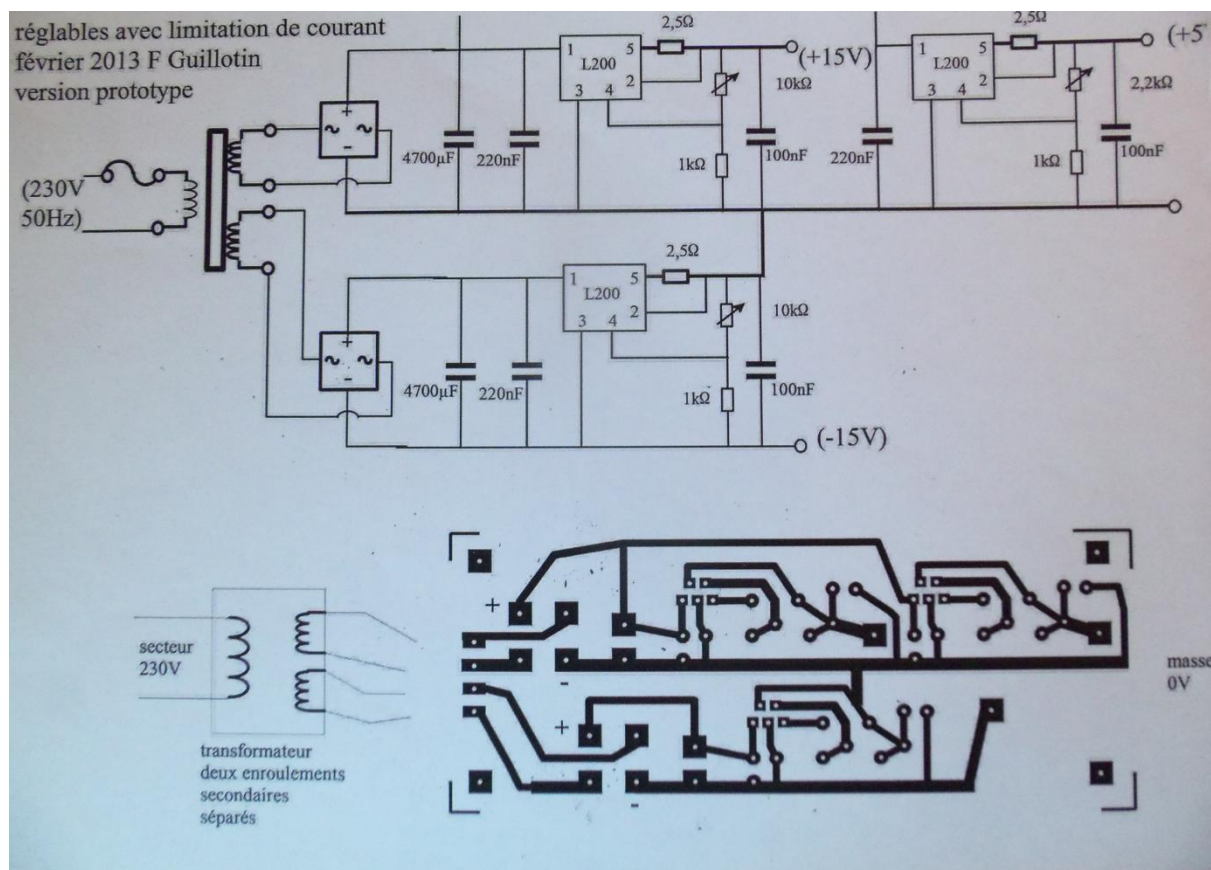 réglables avec limitation de courant
février 2013 F Guillotin
version prototype
2,5Ω
2,5Ω
1 5
L200
2
3 4
(+15V)
1 5
L200
2
3 4
(+5
10kΩ
2,2kΩ
+
~ ~
-
4700µF
220nF
1kΩ
100nF
220nF
1kΩ
100nF
(230V
50Hz)
2,5Ω
1 5
L200
2
3 4
10kΩ
+
~ ~
-
4700µF
220nF
1kΩ
100nF
(-15V)
+
secteur
230V
-
masse
0V
+
transformateur
deux enroulements
secondaires
séparés
-